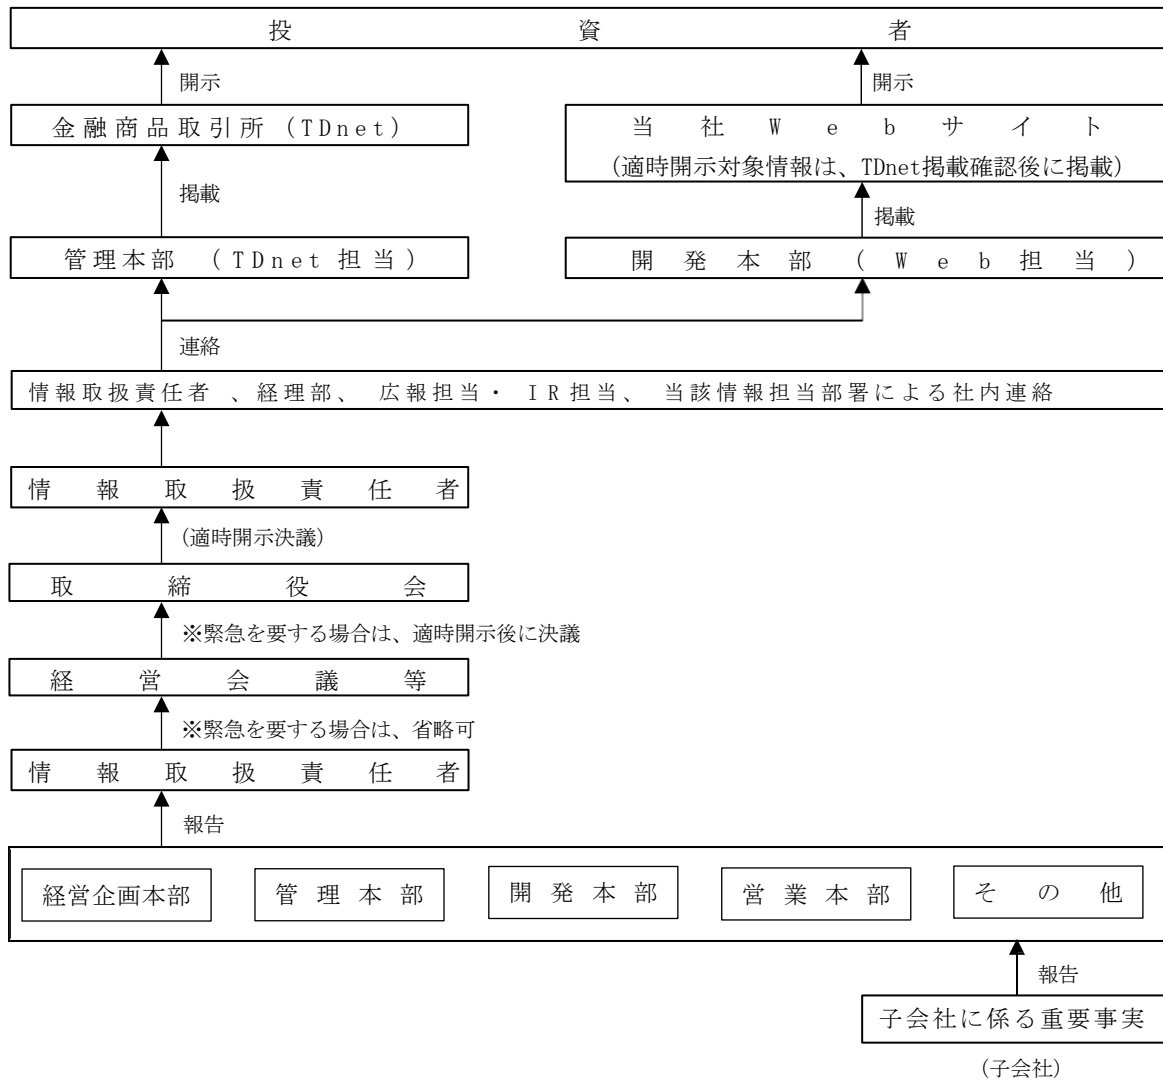 投資者
開示
開示
金融商品取引所(TDnet)
当社Webサイト
(適時開示対象情報は、TDnet掲載確認後に掲載)
掲載
掲載
管理本部(TDnet担当)
開発本部(Web担当)
連絡
情報取扱責任者、経理部、広報担当・IR担当、当該情報担当部署による社内連絡
情報取扱責任者
(適時開示決議)
取締役会
※緊急を要する場合は、適時開示後に決議
経営会議等
※緊急を要する場合は、省略可
情報取扱責任者
報告
経営企画本部 管理本部 開発本部 営業本部 その他
報告
子会社に係る重要事実
(子会社)